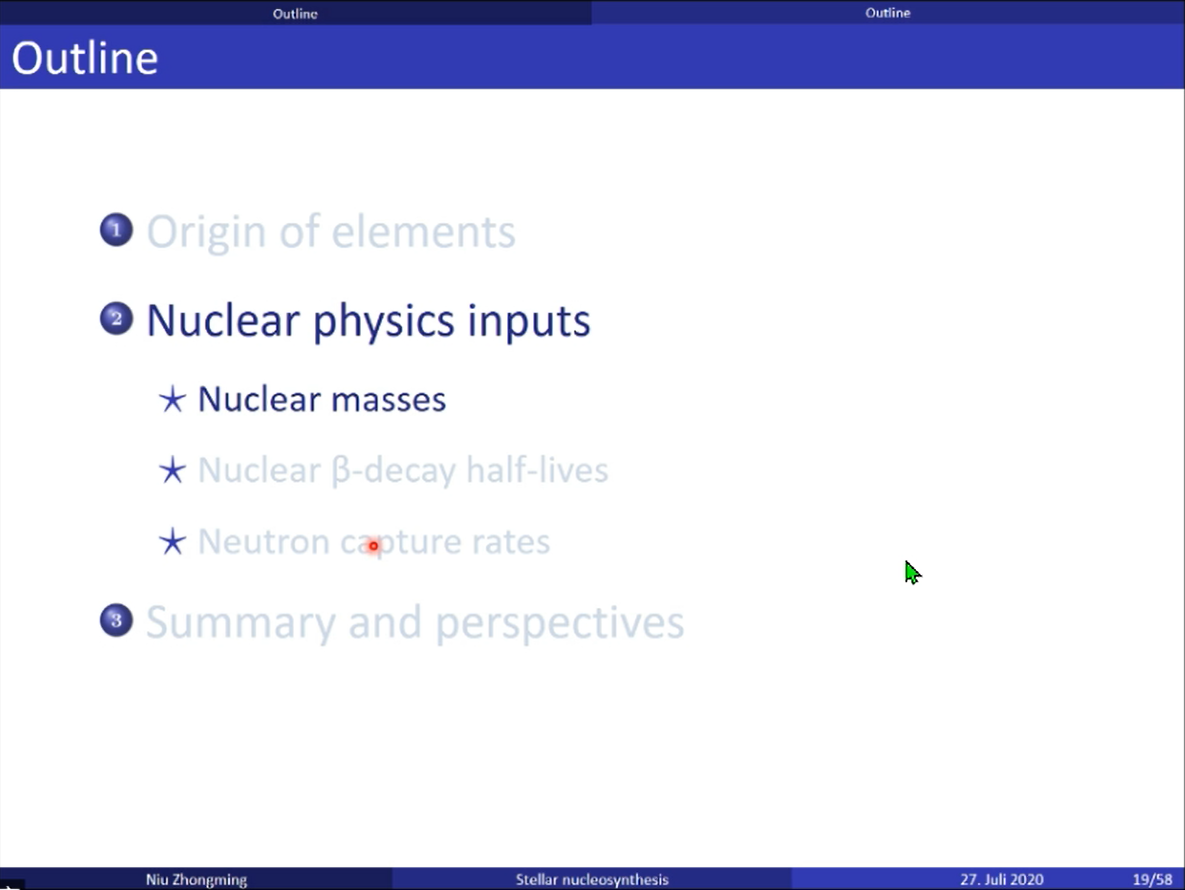 Outline Outline
Outline
1 Origin of elements
2 Nuclear physics inputs
Nuclear masses
Nuclear β-decay half-lives
Neutron capture rates
3 Summary and perspectives
Niu Zhongming Stellar nucleosynthesis 27. Juli 2020 19/58